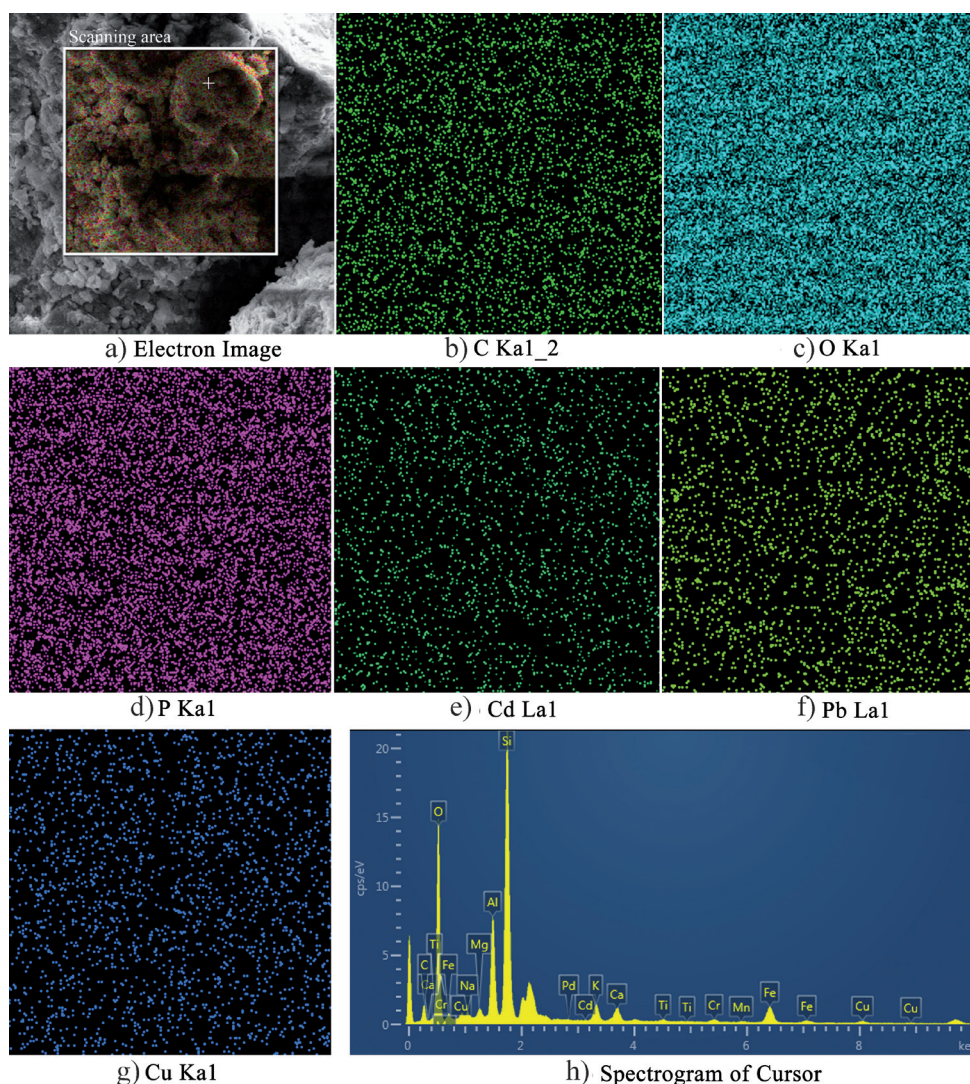 Scanning area
a) Electron Image
b) C Ka1_2
c) O Ka1
d) P Ka1
e) Cd La1
f) Pb La1
g) Cu Ka1
20
15
10
5
0
cps/eV
Si
O
Al
Ti
Mg
C
Fe
Ca
Na
Cr
Cu
Pd
K
Cd
Ca
Ti
Ti
Cr
Mn
Fe
Fe
Cu
Cu
0 2 4 6 8 ke
h) Spectrogram of Cursor